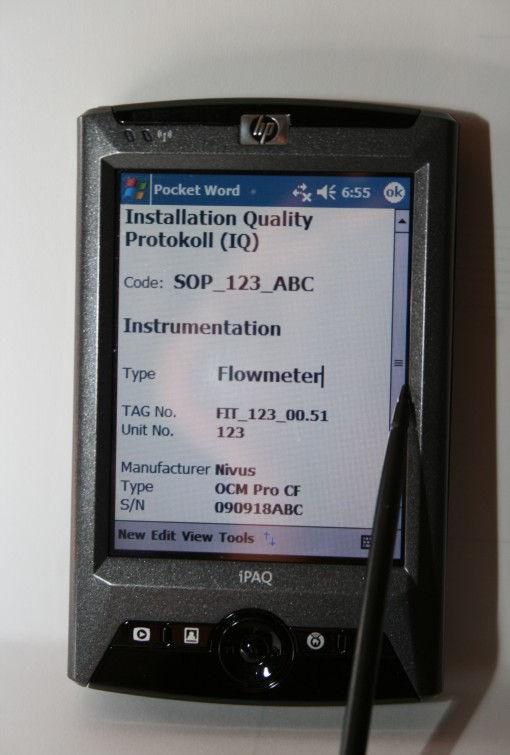 hp
Pocket Word 6:55 ok
Installation Quality
Protokoll (IQ)
Code: SOP_123_ABC
Instrumentation
Type Flowmeter
TAG No. FIT_123_00.51
Unit No. 123
Manufacturer Nivus
Type OCM Pro CF
S/N 090918ABC
New Edit View Tools
iPAQ